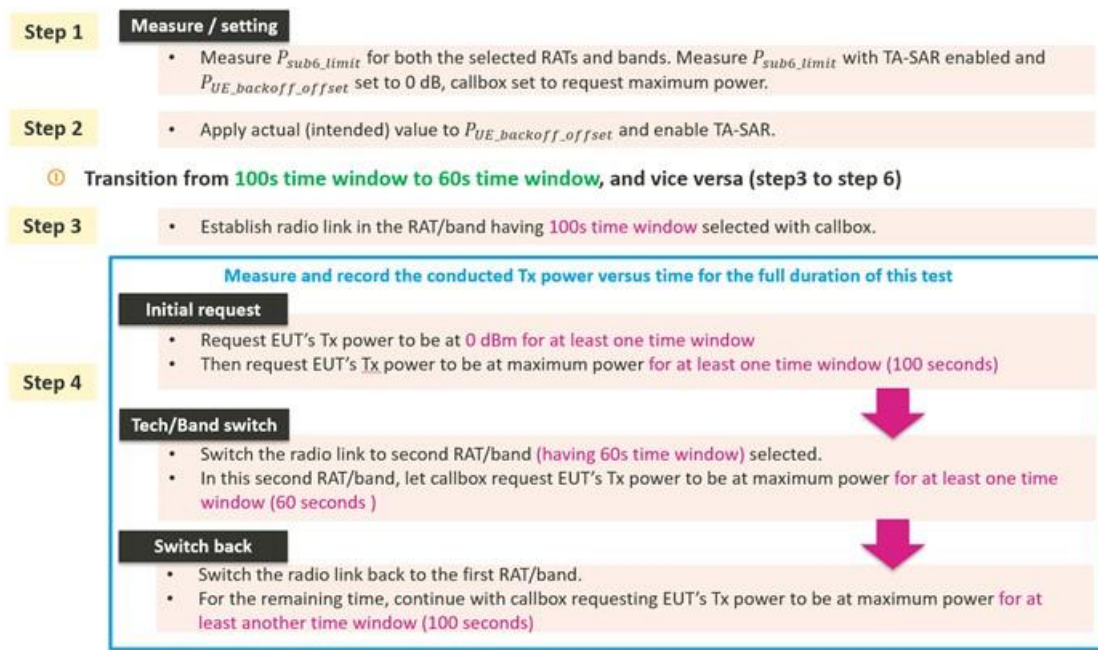 Step 1
Measure / setting
• Measure P_sub6_limit for both the selected RATs and bands. Measure P_sub6_limit with TA-SAR enabled and
P_UE_backoff_offset set to 0 dB, callbox set to request maximum power.
Step 2
• Apply actual (intended) value to P_UE_backoff_offset and enable TA-SAR.
① Transition from 100s time window to 60s time window, and vice versa (step3 to step 6)
Step 3
• Establish radio link in the RAT/band having 100s time window selected with callbox.
Measure and record the conducted Tx power versus time for the full duration of this test
Step 4
Initial request
• Request EUT's Tx power to be at 0 dBm for at least one time window
• Then request EUT's Tx power to be at maximum power for at least one time window (100 seconds)
Tech/Band switch
• Switch the radio link to second RAT/band (having 60s time window) selected.
• In this second RAT/band, let callbox request EUT's Tx power to be at maximum power for at least one time
window (60 seconds )
Switch back
• Switch the radio link back to the first RAT/band.
• For the remaining time, continue with callbox requesting EUT's Tx power to be at maximum power for at
least another time window (100 seconds)